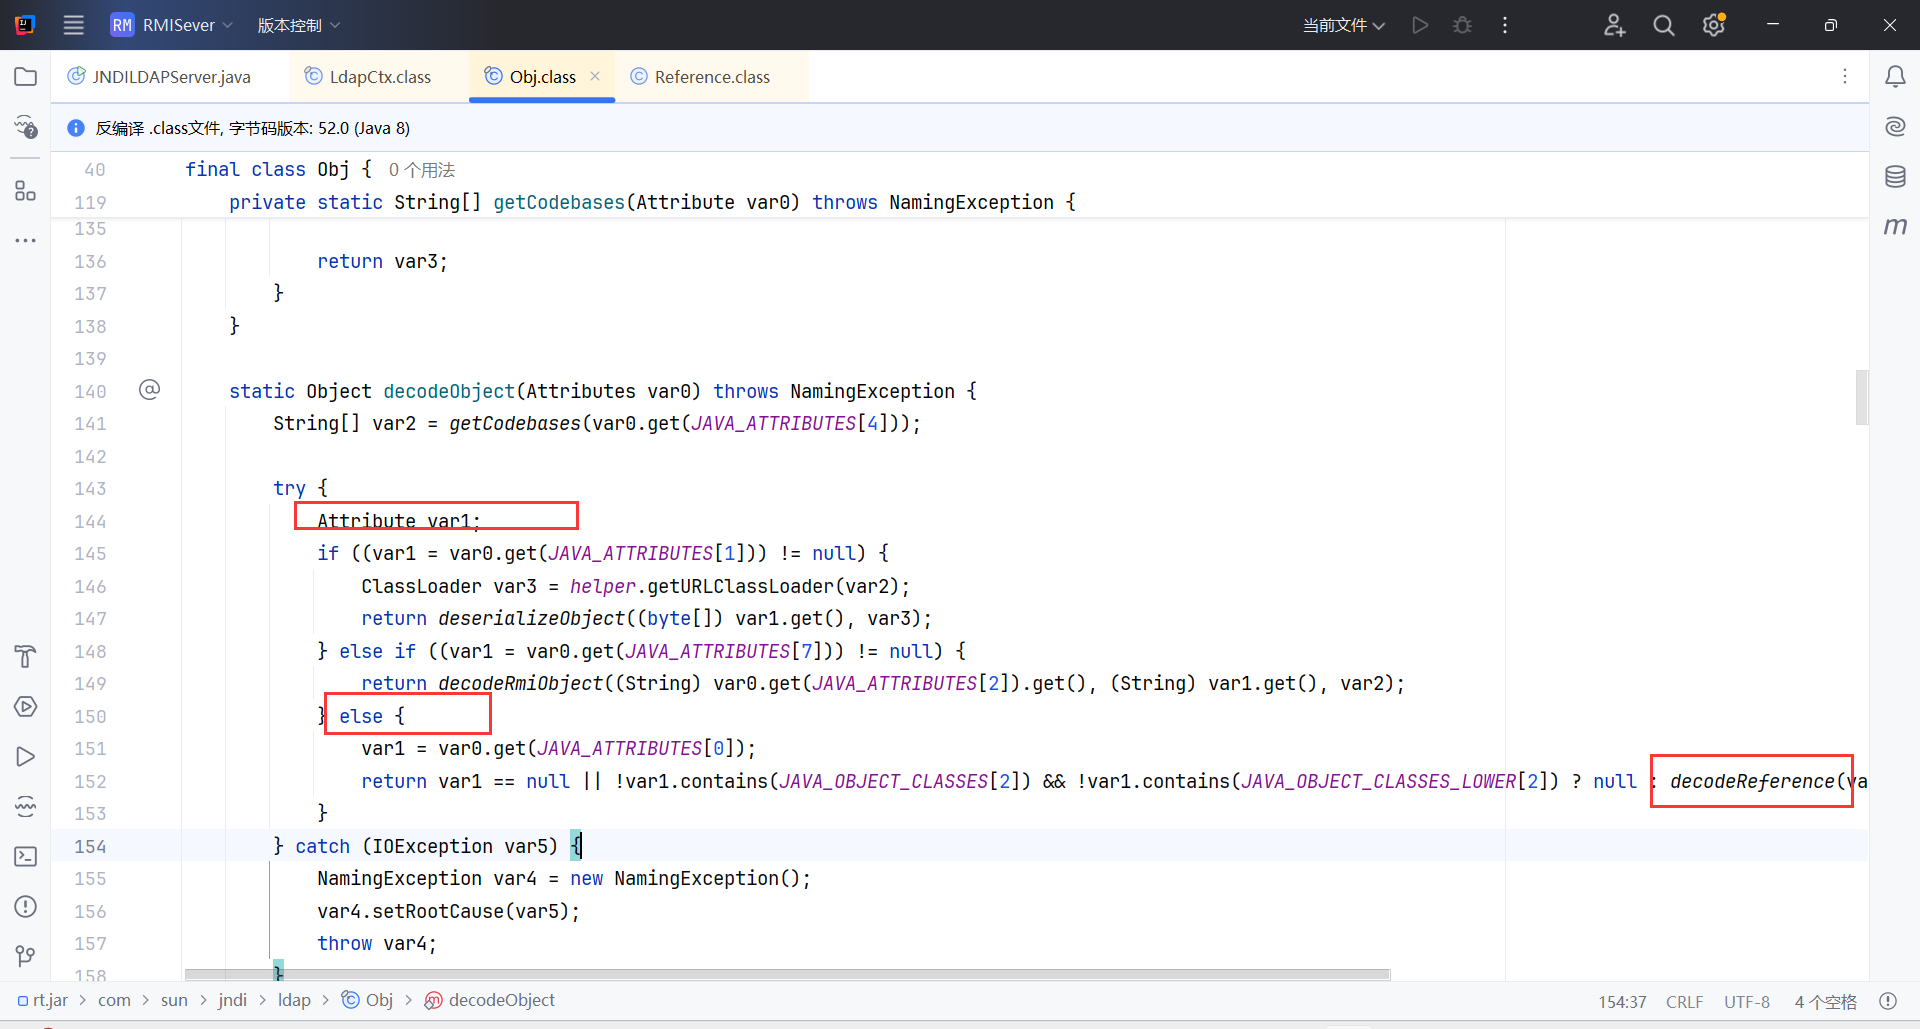 RM RMISever 版本控制 当前文件
JNDILDAPServer.java LdapCtx.class Obj.class Reference.class
反编译 .class文件, 字节码版本: 52.0 (Java 8)
40 final class Obj { 0 个用法
119 private static String[] getCodebases(Attribute var0) throws NamingException {
135
136 return var3;
137 }
138 }
139
140 @ static Object decodeObject(Attributes var0) throws NamingException {
141 String[] var2 = getCodebases(var0.get(JAVA_ATTRIBUTES[4]));
142
143 try {
144 Attribute var1;
145 if ((var1 = var0.get(JAVA_ATTRIBUTES[1])) != null) {
146 ClassLoader var3 = helper.getURLClassLoader(var2);
147 return deserializeObject((byte[]) var1.get(), var3);
148 } else if ((var1 = var0.get(JAVA_ATTRIBUTES[7])) != null) {
149 return decodeRmiObject((String) var0.get(JAVA_ATTRIBUTES[2]).get(), (String) var1.get(), var2);
150 } else {
151 var1 = var0.get(JAVA_ATTRIBUTES[0]);
152 return var1 == null || !var1.contains(JAVA_OBJECT_CLASSES[2]) && !var1.contains(JAVA_OBJECT_CLASSES_LOWER[2]) ? null : decodeReference(va
153 }
154 } catch (IOException var5) {
155 NamingException var4 = new NamingException();
156 var4.setRootCause(var5);
157 throw var4;
158 }
rt.jar > com > sun > jndi > ldap > Obj > decodeObject 154:37 CRLF UTF-8 4 个空格